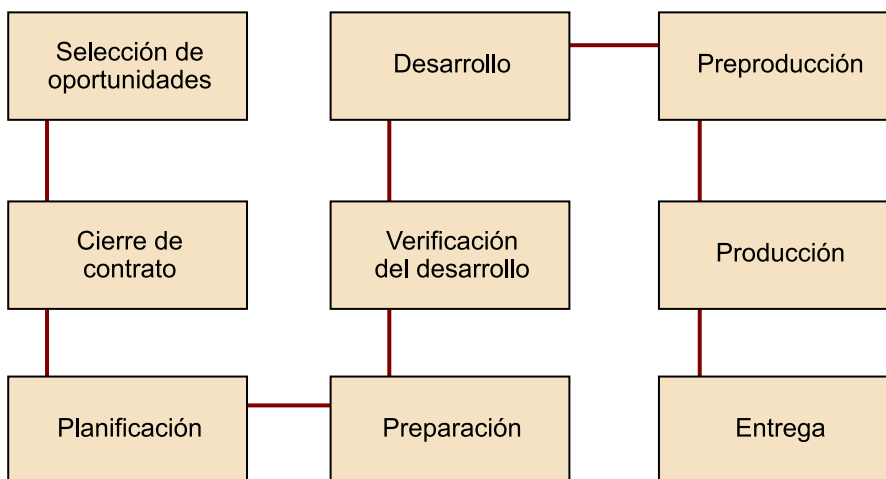 Selección de
oportunidades
Cierre de
contrato
Planificación
Preparación
Verificación
del desarrollo
Desarrollo
Preproducción
Producción
Entrega